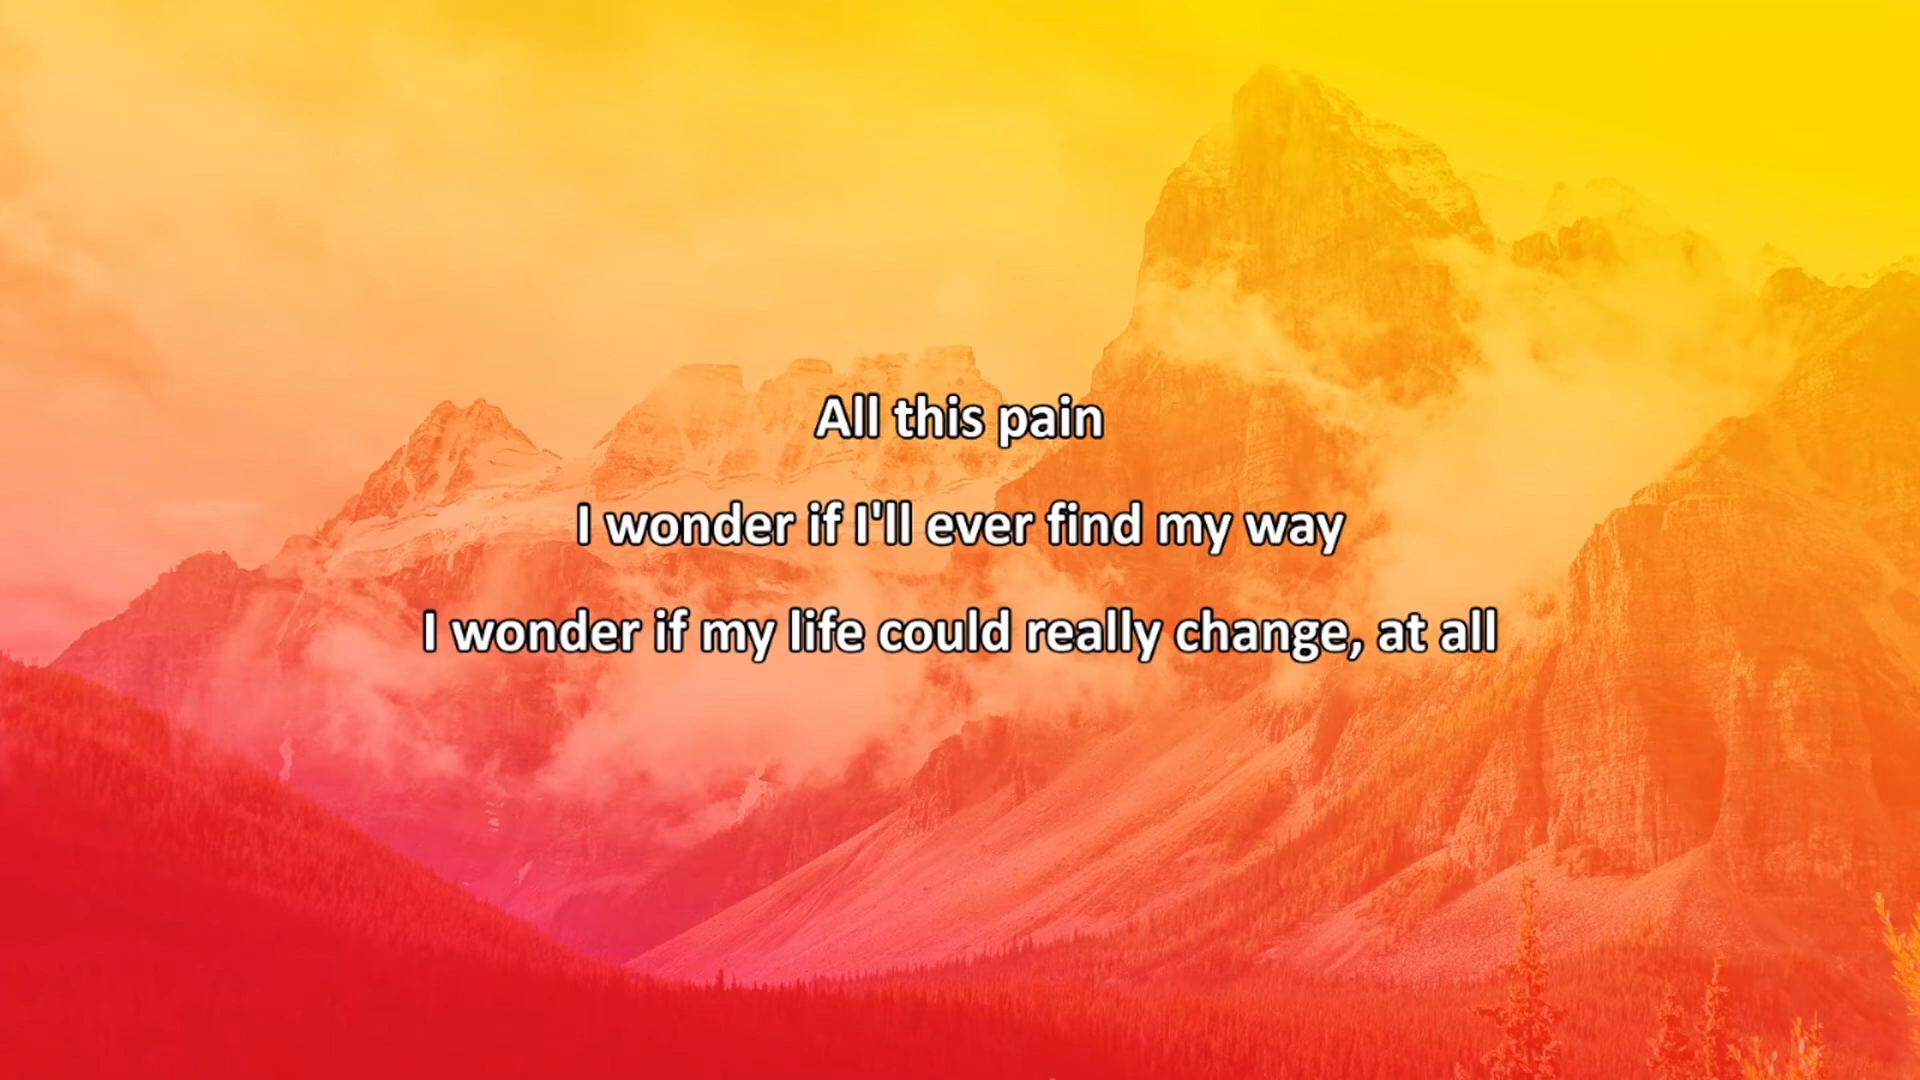 All this pain
I wonder if I'll ever find my way
I wonder if my life could really change, at all